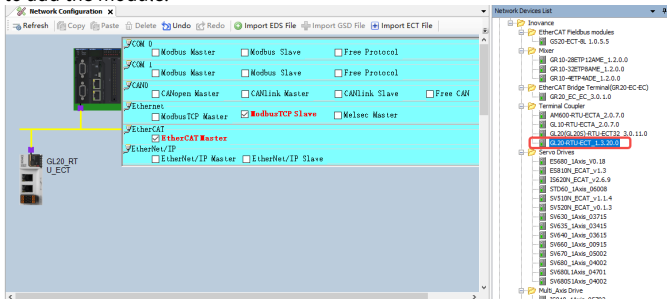 to add the module.
Network Configuration x
Refresh Copy Paste Delete Undo Redo Import EDS File Import GSD File Import ECT File
COM 0
Modbus Master Modbus Slave Free Protocol
COM 1
Modbus Master Modbus Slave Free Protocol
CAN0
CANopen Master CANlink Master CANlink Slave Free CAN
Ethernet
ModbusTCP Master ModbusTCP Slave Melsec Master
EtherCAT
EtherCAT Master
EtherNet/IP
EtherNet/IP Master EtherNet/IP Slave
GL20_RT
U_ECT
Network Devices List
Inovance
EtherCAT Fieldbus modules
GS20-ECT-8L 1.0.5.5
Mixer
GR10-2EETP12AME_1.2.0.0
GR10-32ETP8AME_1.2.0.0
GR10-4ETP4ADE_1.2.0.0
EtherCAT Bridge Terminal(GR20-EC-EC)
GR20_EC_EC_3.0.1.0
Terminal Coupler
AM600-RTU-ECTA_2.0.7.0
GL10-RTU-ECTA_2.0.7.0
GL20(GL20S)-RTU-ECT32_3.0.11.0
GL20-RTU-ECT_1.3.20.0
Servo Drives
ES680_1Axis_V0.18
ES810N_ECAT_v1.3
IS620N_ECAT_v2.6.9
STD60_1Axis_06008
SV510N_ECAT_v1.1.4
SV520N_ECAT_v0.1.3
SV630_1Axis_03715
SV635_1Axis_03415
SV640_1Axis_03615
SV660_1Axis_00915
SV670_1Axis_05002
SV680_1Axis_04002
SV680L1Axis_04701
SV680S1Axis_04002
Multi_Axis Drive